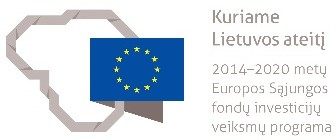 Kuriame
Lietuvos ateitį
2014–2020 metų
Europos Sąjungos
fondų investicijų
veiksmų programa